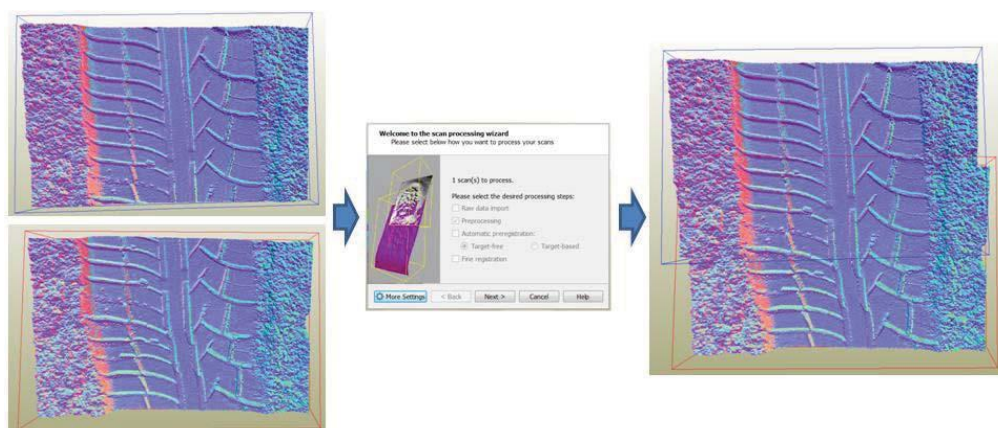 Welcome to the scan processing wizard
Please select below how you want to process your scans
1 scan(s) to process.
Please select the desired processing steps:
Raw data import
Preprocessing
Automatic preregistration:
Target-free Target-based
Fine registration
More Settings < Back Next > Cancel Help